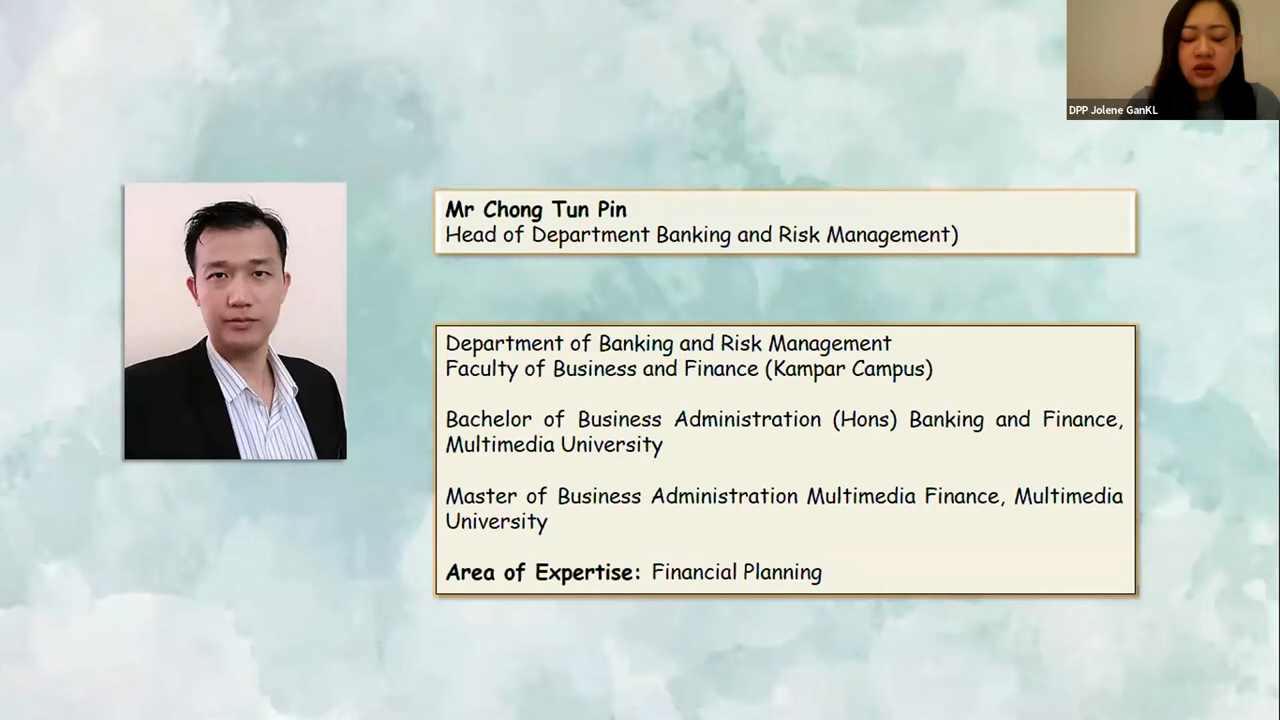 DPP Jolene GanKL
Mr Chong Tun Pin
Head of Department Banking and Risk Management)
Department of Banking and Risk Management
Faculty of Business and Finance (Kampar Campus)
Bachelor of Business Administration (Hons) Banking and Finance,
Multimedia University
Master of Business Administration Multimedia Finance, Multimedia
University
Area of Expertise: Financial Planning